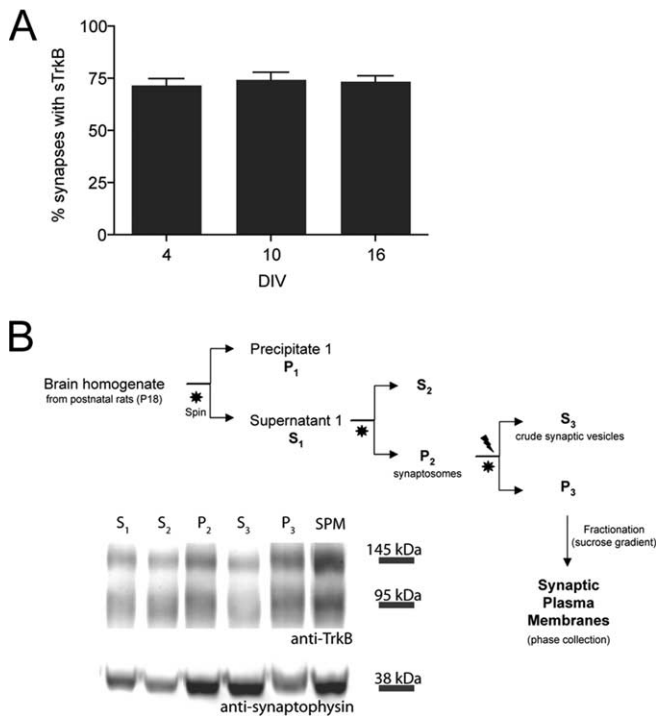 A
% synapses with sTrkB
100
75
50
25
0
4 10 16
DIV
B
Brain homogenate
from postnatal rats (P18)
Spin
Precipitate 1
P1
Supernatant 1
S1
S2
P2
synaptosomes
S3
crude synaptic vesicles
P3
Fractionation
(sucrose gradient)
Synaptic
Plasma
Membranes
(phase collection)
S1 S2 P2 S3 P3 SPM
145 kDa
95 kDa
anti-TrkB
38 kDa
anti-synaptophysin